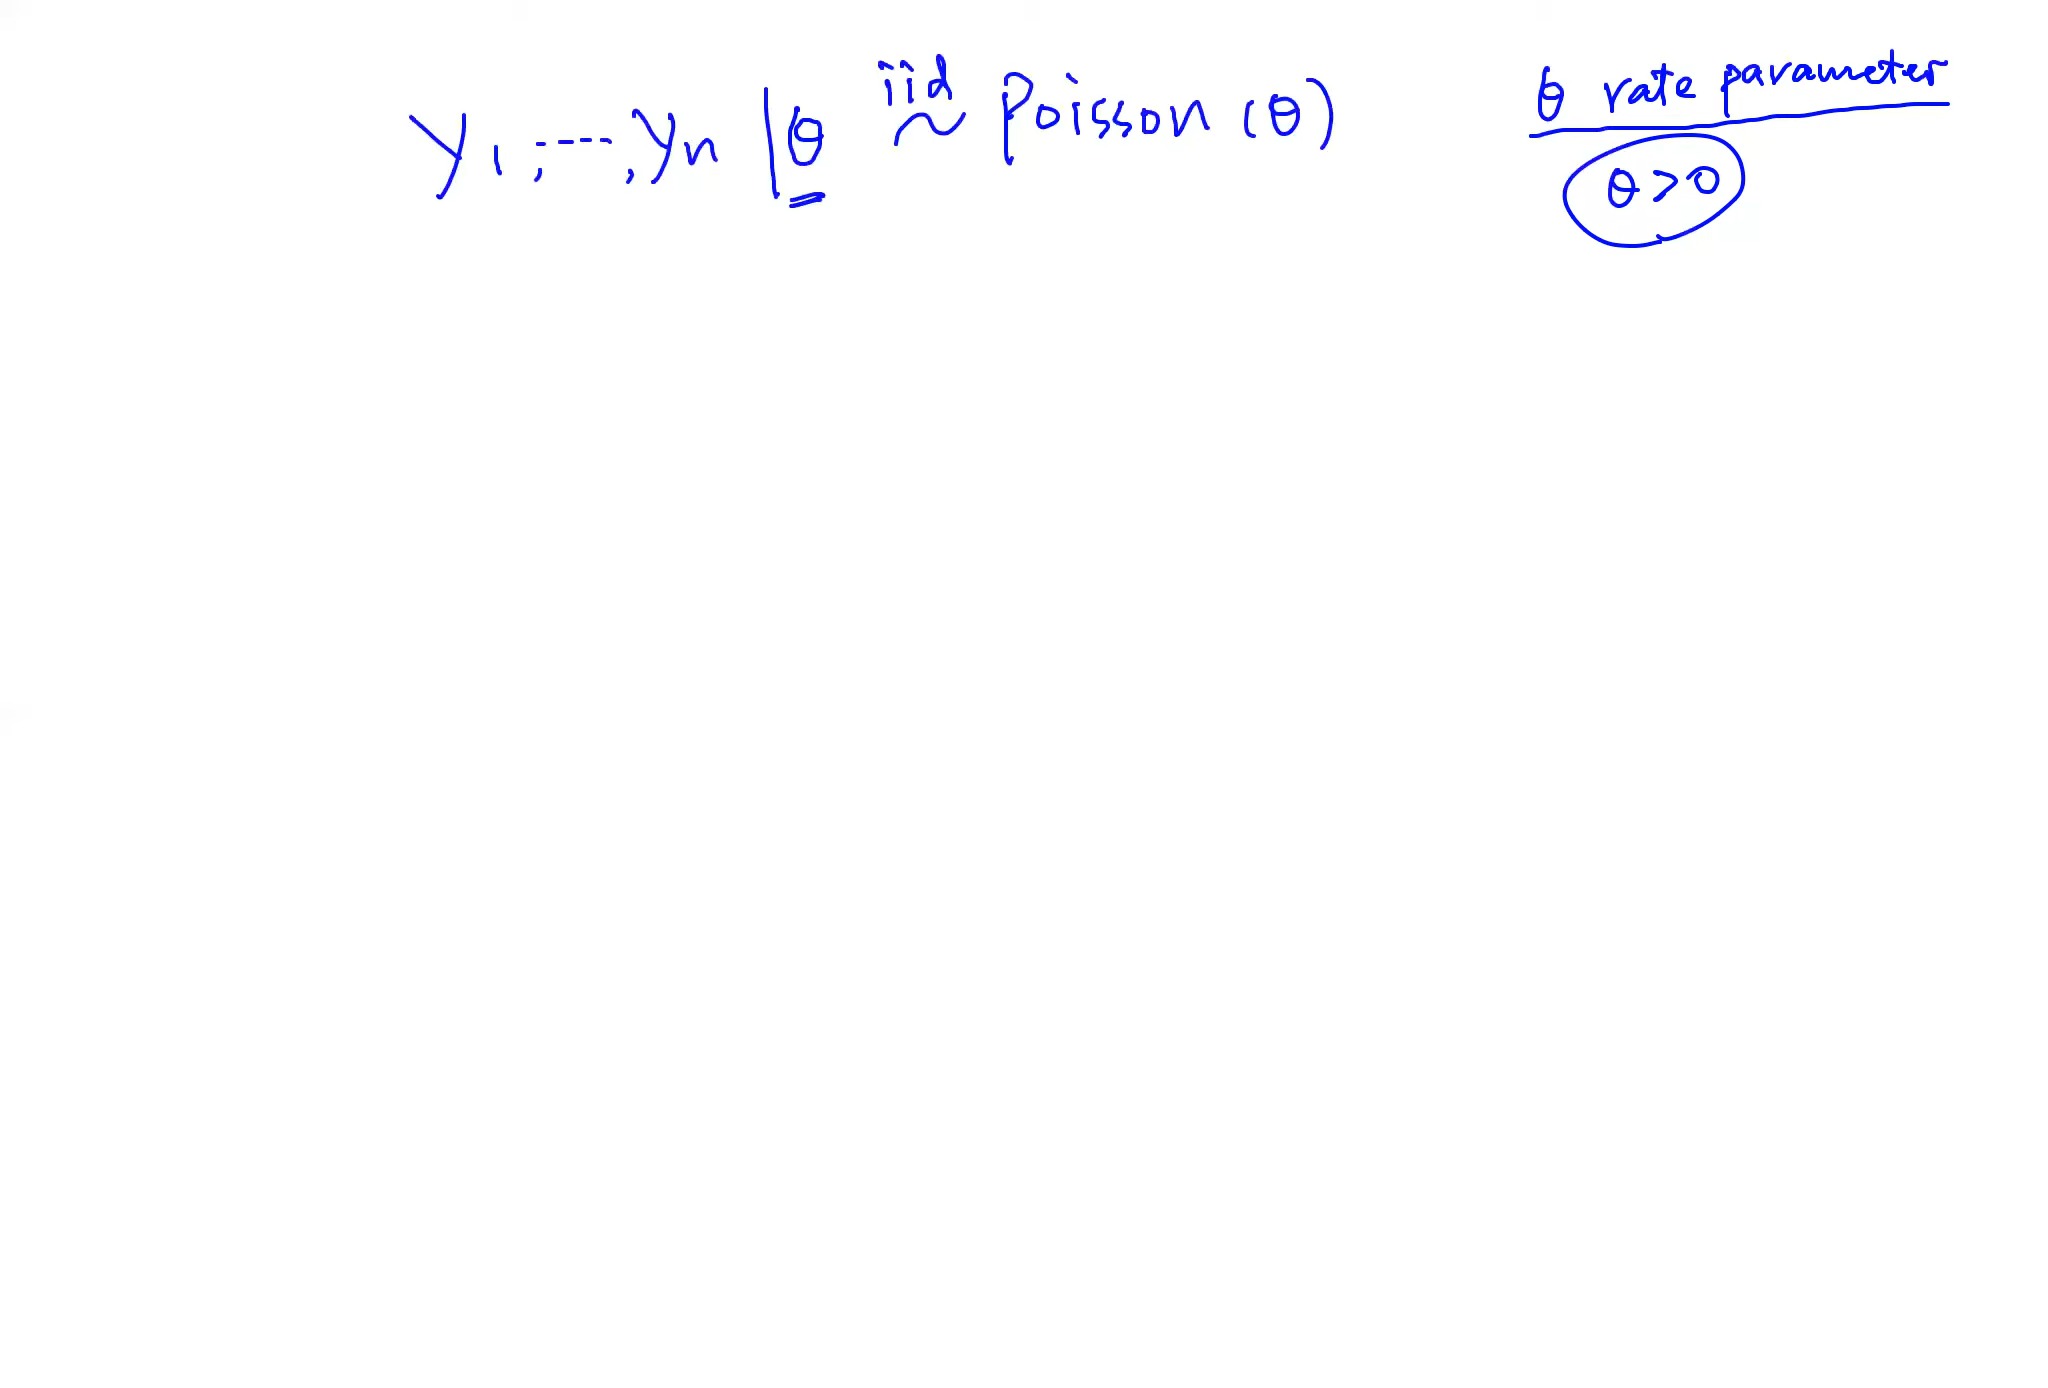 y₁, ..., yₙ | θ iid ~ Poisson (θ)
θ rate parameter
θ > 0